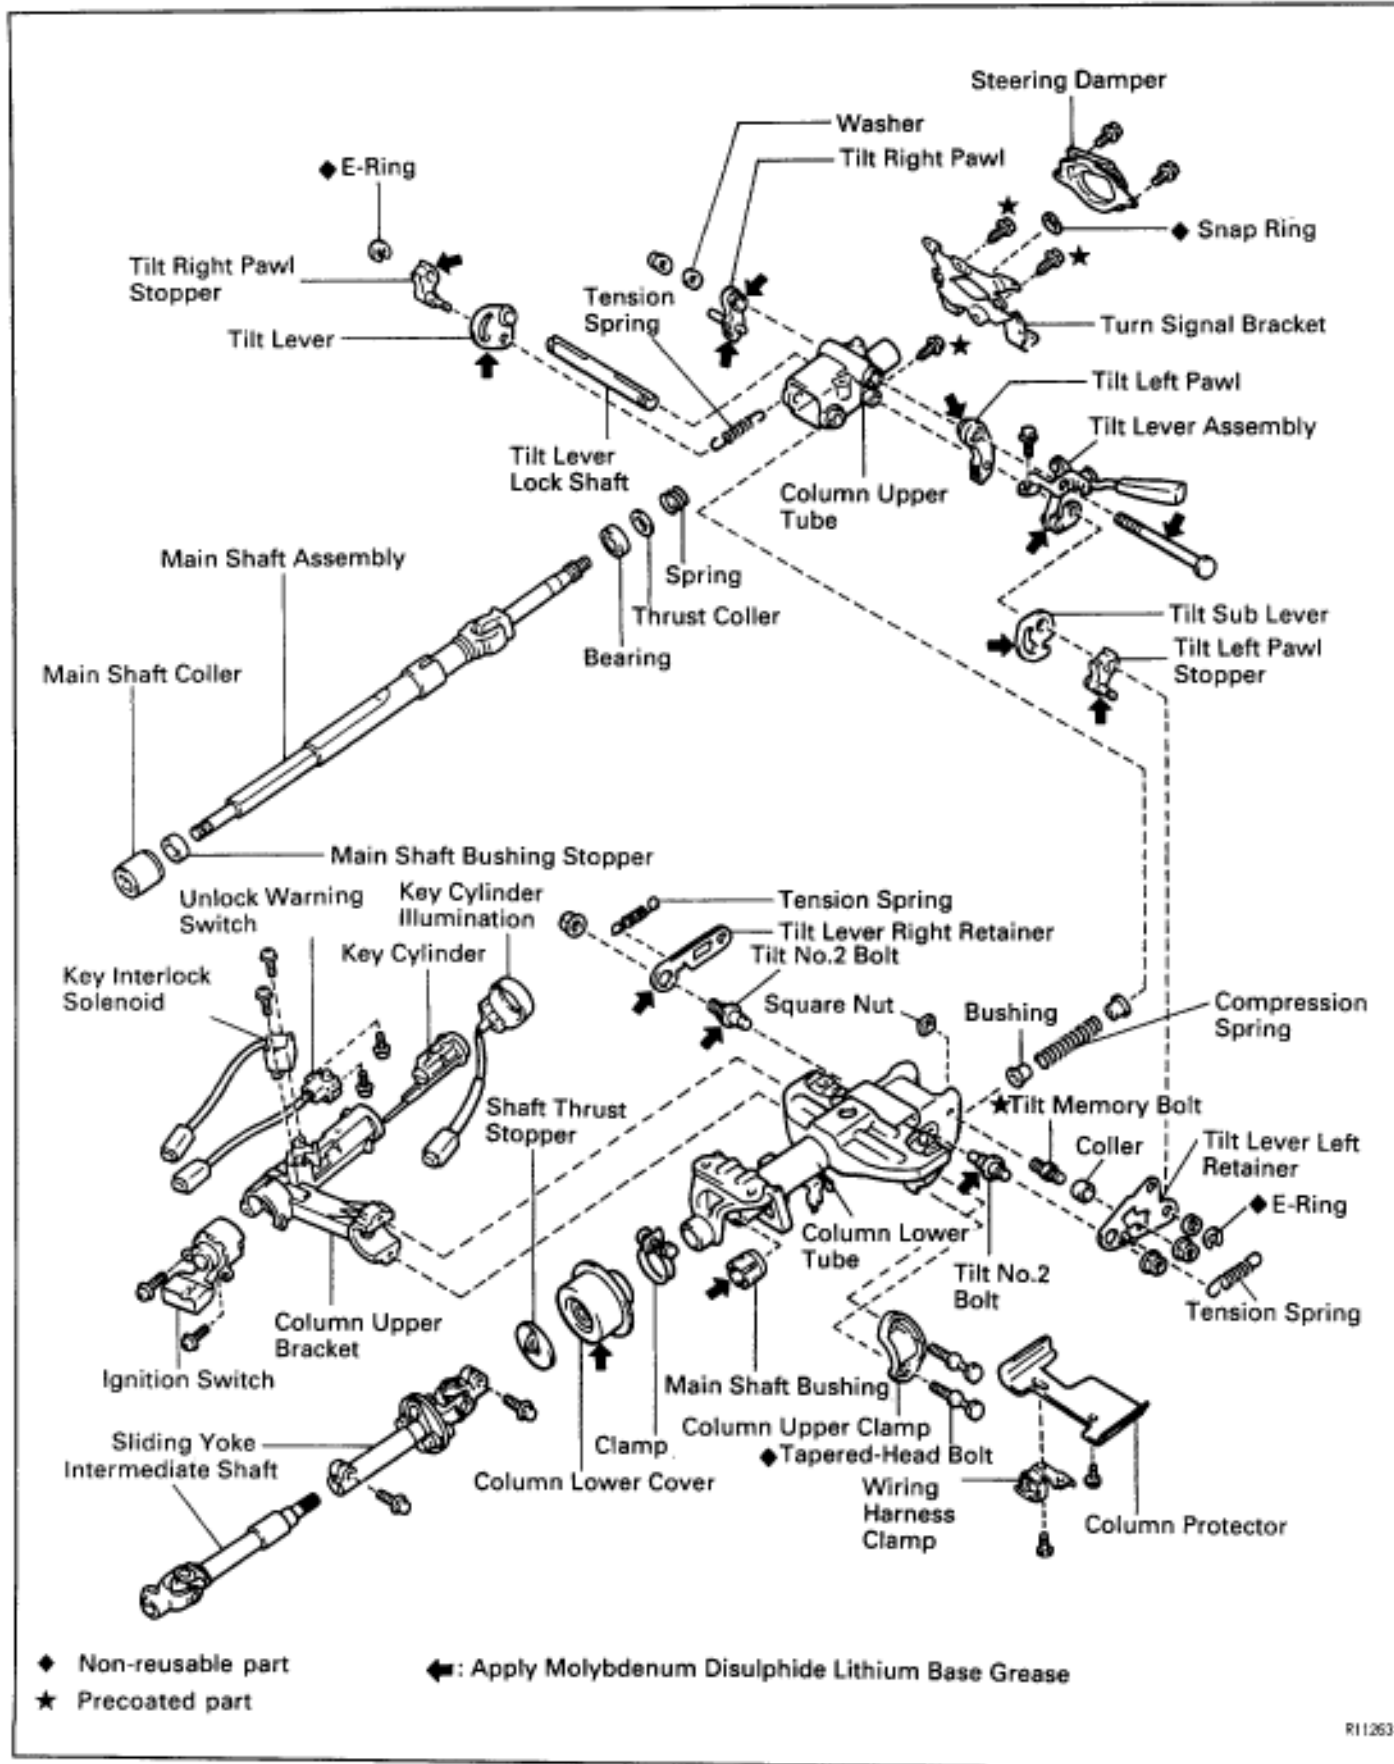 Steering Damper
Washer
Tilt Right Pawl
◆ E-Ring
★
◆ Snap Ring
★
Tilt Right Pawl
Stopper
Tension
Spring
Tilt Lever
★
Turn Signal Bracket
Tilt Left Pawl
Tilt Lever Assembly
Tilt Lever
Lock Shaft
Column Upper
Tube
Main Shaft Assembly
Spring
Thrust Coller
Tilt Sub Lever
Bearing
Tilt Left Pawl
Stopper
Main Shaft Coller
Main Shaft Bushing Stopper
Unlock Warning
Switch
Key Cylinder
Illumination
Tension Spring
Tilt Lever Right Retainer
Key Cylinder
Tilt No.2 Bolt
Key Interlock
Solenoid
Square Nut
Bushing
Compression
Spring
Shaft Thrust
Stopper
★Tilt Memory Bolt
Coller
Tilt Lever Left
Retainer
◆ E-Ring
Column Lower
Tube
Tilt No.2
Bolt
Tension Spring
Column Upper
Bracket
Ignition Switch
Main Shaft Bushing
Column Upper Clamp
Sliding Yoke
Intermediate Shaft
Clamp
◆Tapered-Head Bolt
Column Lower Cover
Wiring
Harness
Clamp
Column Protector
◆ Non-reusable part
: Apply Molybdenum Disulphide Lithium Base Grease
★ Precoated part
R11263